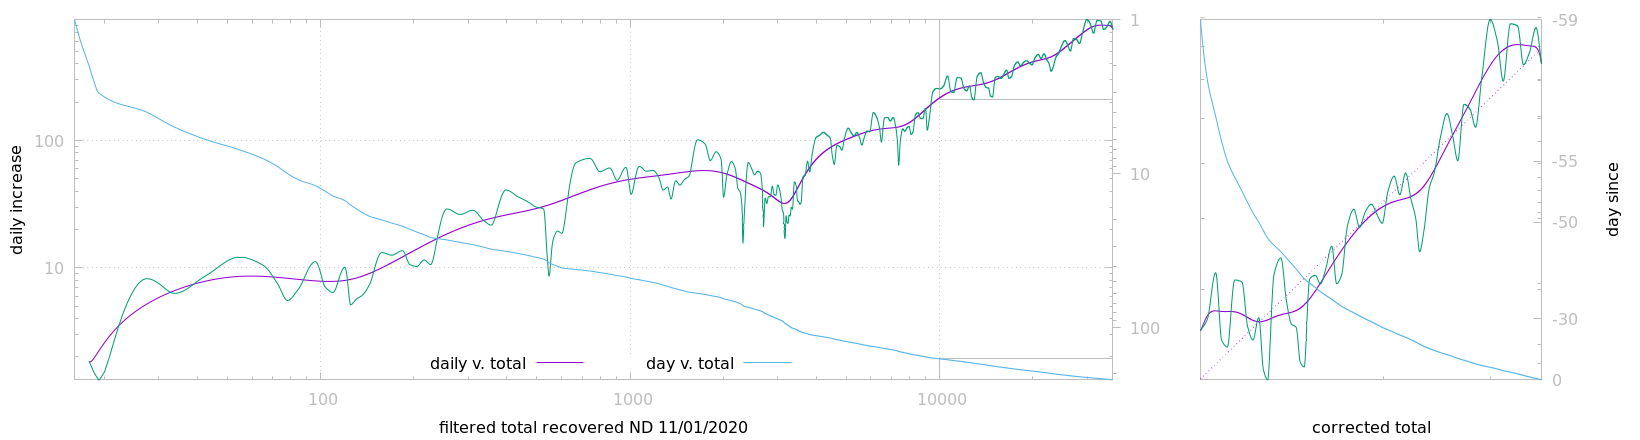 daily increase
100
10
100
1000
10000
1
10
100
daily v. total
day v. total
filtered total recovered ND 11/01/2020
-59
-55
-50
-30
0
day since
corrected total